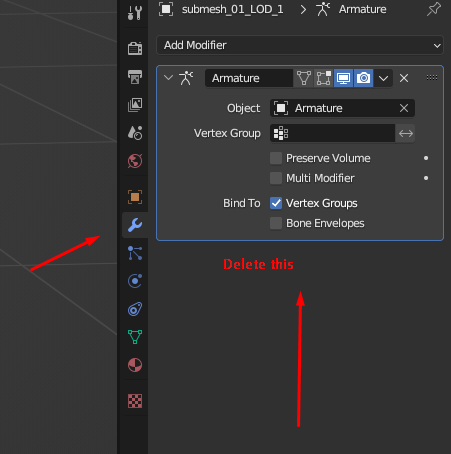 submesh_01_LOD_1 > Armature
Add Modifier
Armature
Object Armature
Vertex Group
Preserve Volume
Multi Modifier
Bind To Vertex Groups
Bone Envelopes
Delete this